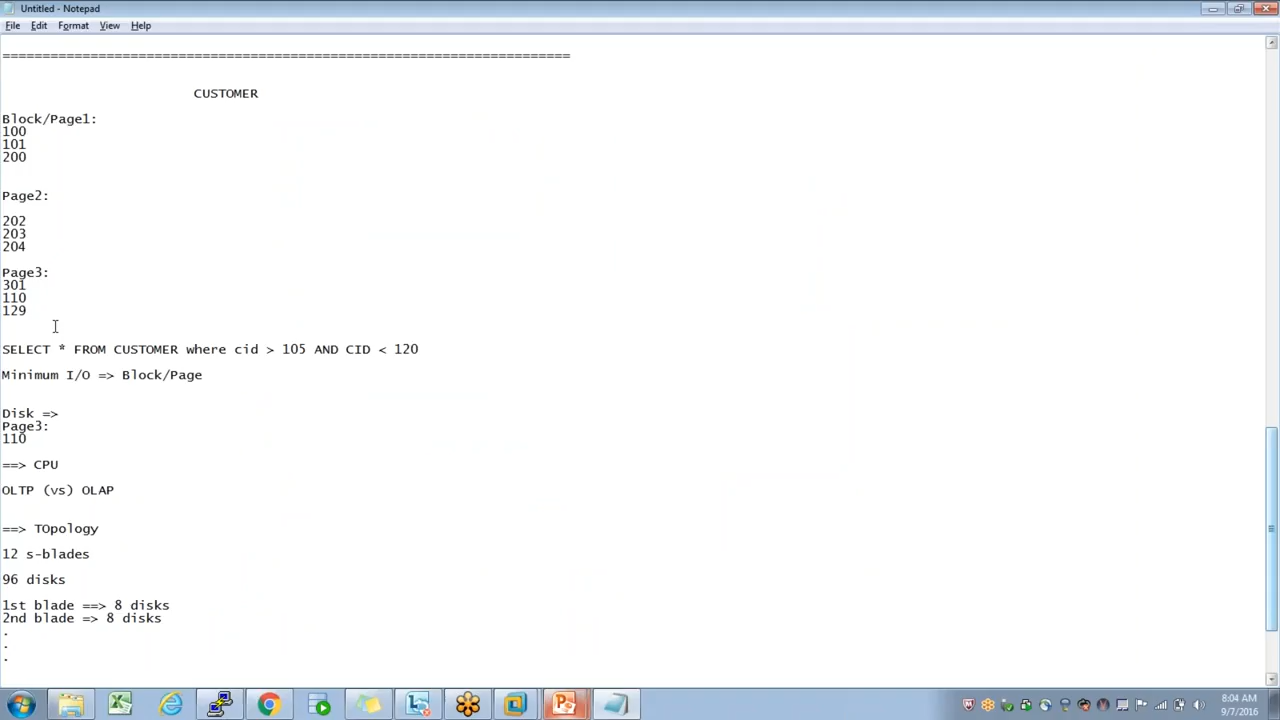 Untitled - Notepad
File Edit Format View Help
=======================================================================
CUSTOMER
Block/Page1:
100
101
200
Page2:
202
203
204
Page3:
301
110
129
SELECT * FROM CUSTOMER where cid > 105 AND CID < 120
Minimum I/O => Block/Page
Disk =>
Page3:
110
==> CPU
OLTP (vs) OLAP
==> TOpology
12 s-blades
96 disks
1st blade ==> 8 disks
2nd blade => 8 disks
.
.
.
8:04 AM
9/7/2016